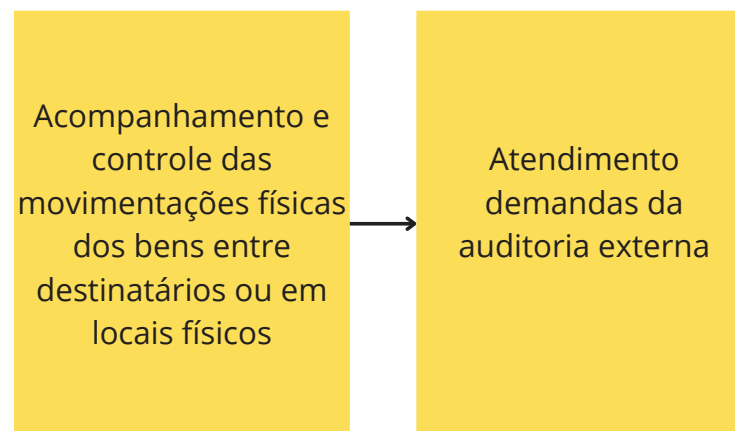 Acompanhamento e
controle das
movimentações físicas
dos bens entre
destinatários ou em
locais físicos
Atendimento
demandas da
auditoria externa